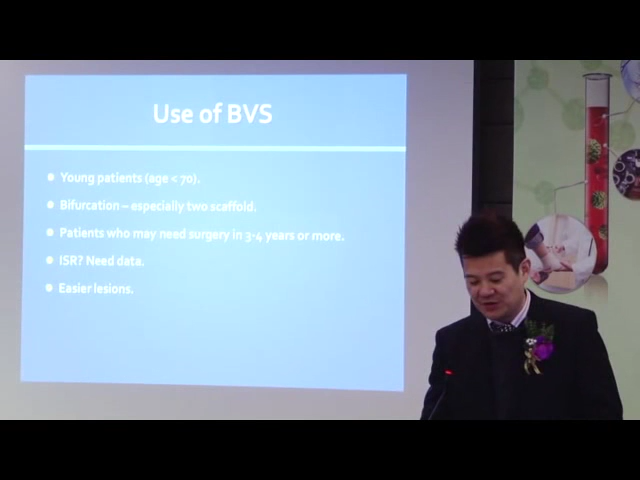 Use of BVS
Young patients (age < 70).
Bifurcation – especially two scaffold.
Patients who may need surgery in 3-4 years or more.
ISR? Need data.
Easier lesions.